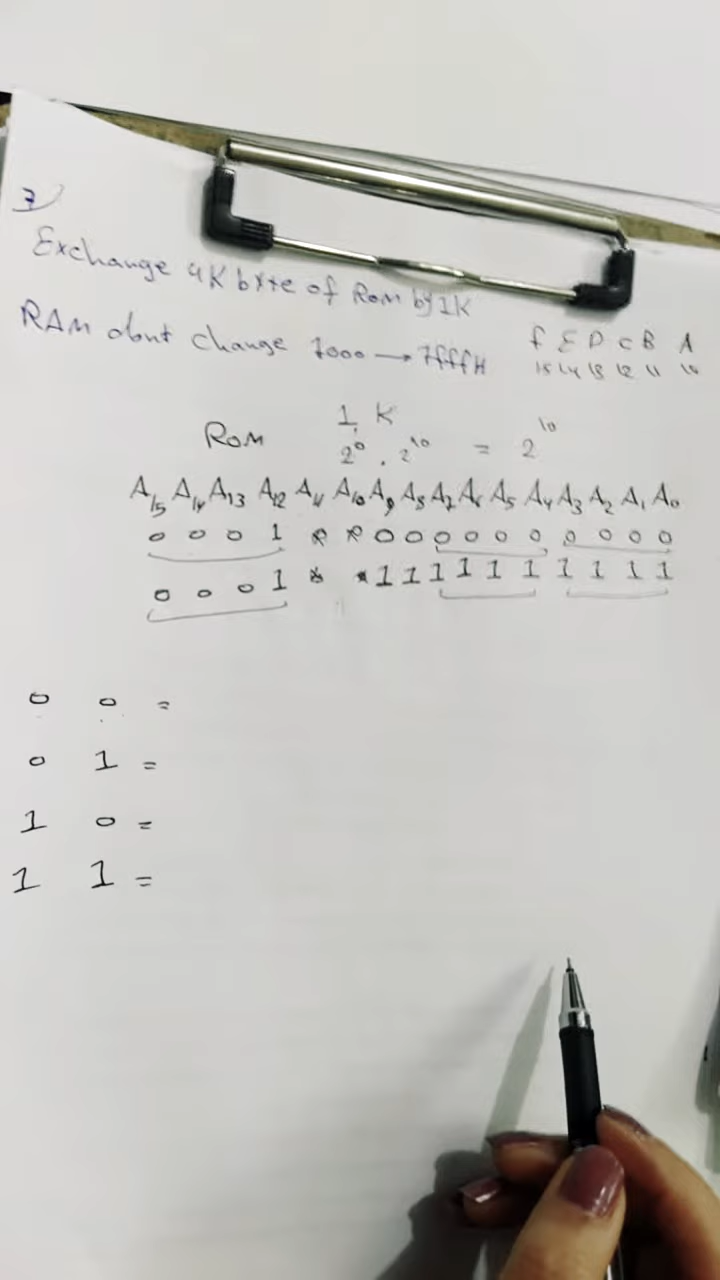 7
Exchange 4K byte of Rom by 1K
RAM dont change 7000 → 7fffH
f E D C B A
15 14 13 12 11 10
Rom 1 K
2⁰ . 2¹⁰ = 2¹⁰
A₁₅ A₁₄ A₁₃ A₁₂ A₁₁ A₁₀ A₉ A₈ A₇ A₆ A₅ A₄ A₃ A₂ A₁ A₀
0 0 0 1 * * 0 0 0 0 0 0 0 0 0 0
0 0 0 1 * * 1 1 1 1 1 1 1 1 1 1
0 0 =
0 1 =
1 0 =
1 1 =